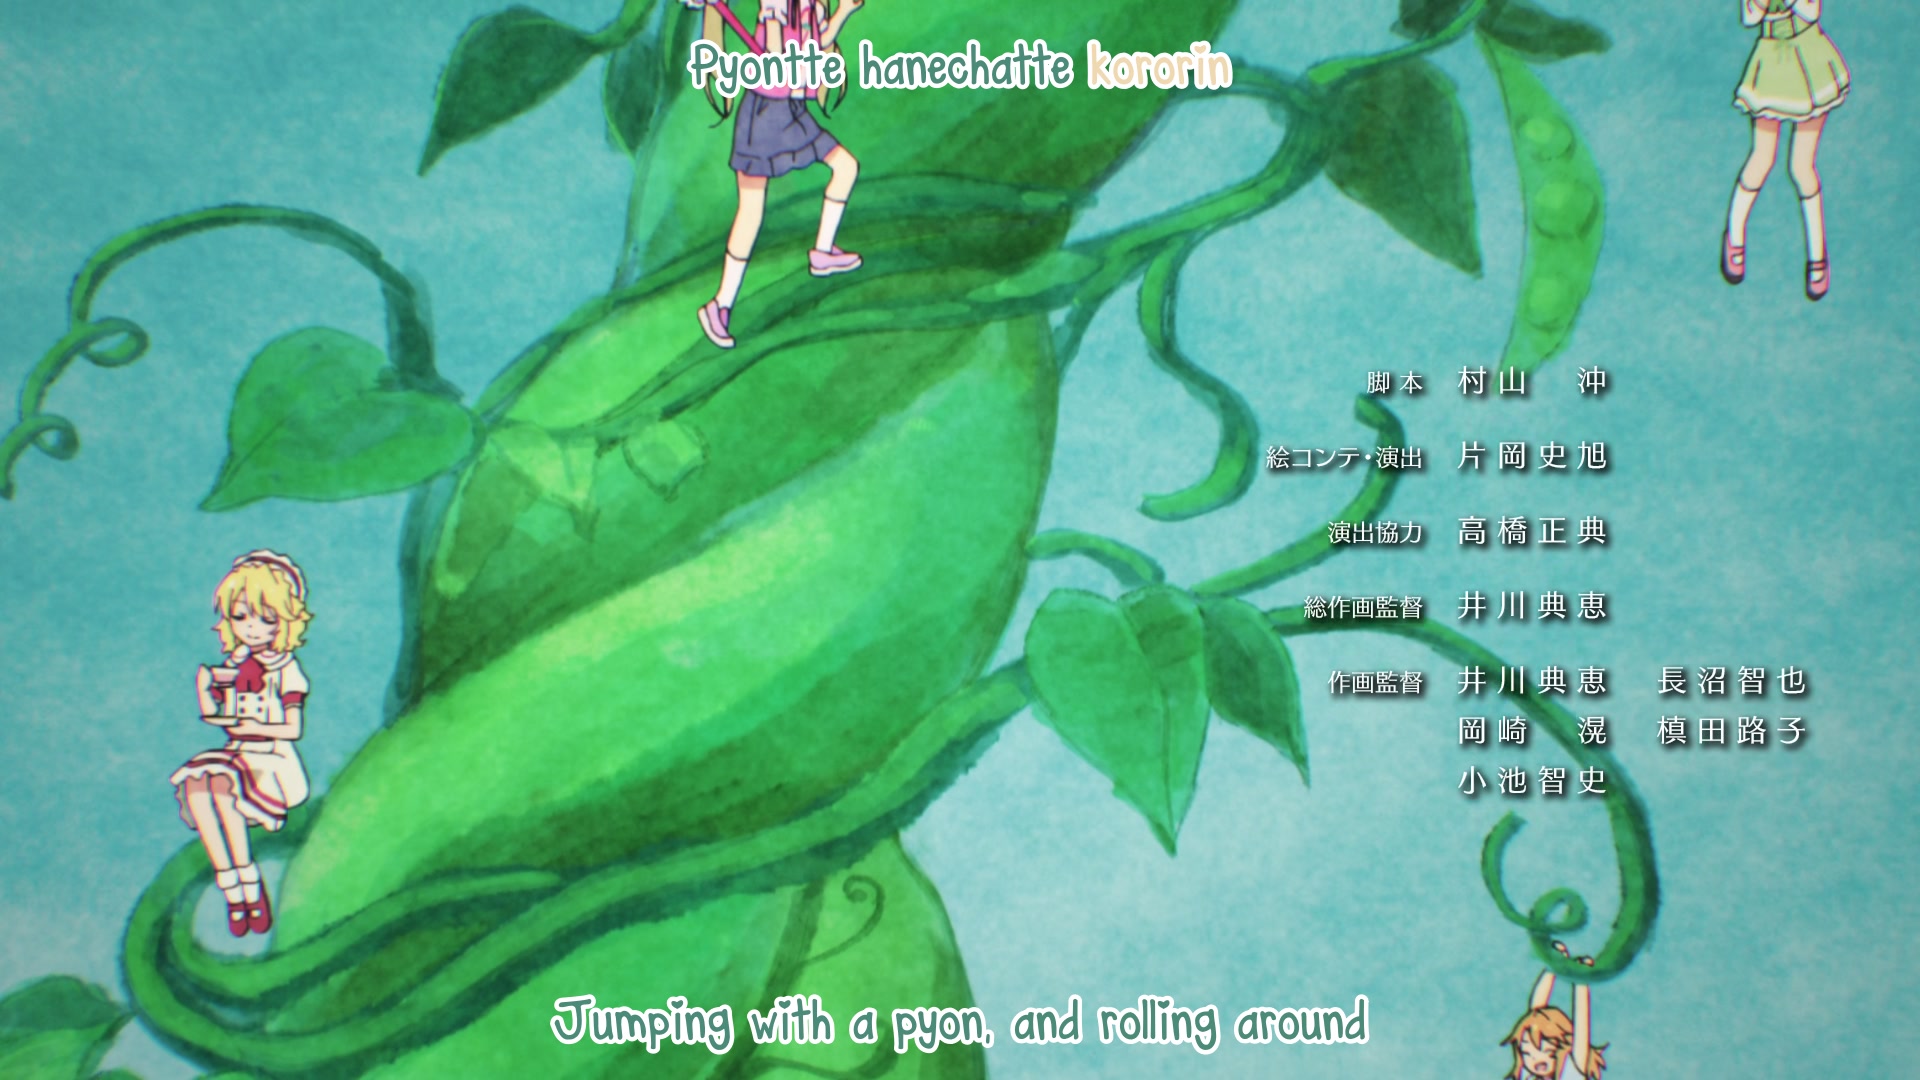 Pyontte hanechatte kororin
脚本 村山 沖
絵コンテ・演出 片岡史旭
演出協力 高橋正典
総作画監督 井川典恵
作画監督 井川典恵 長沼智也
岡崎 滉 槙田路子
小池智史
Jumping with a pyon, and rolling around